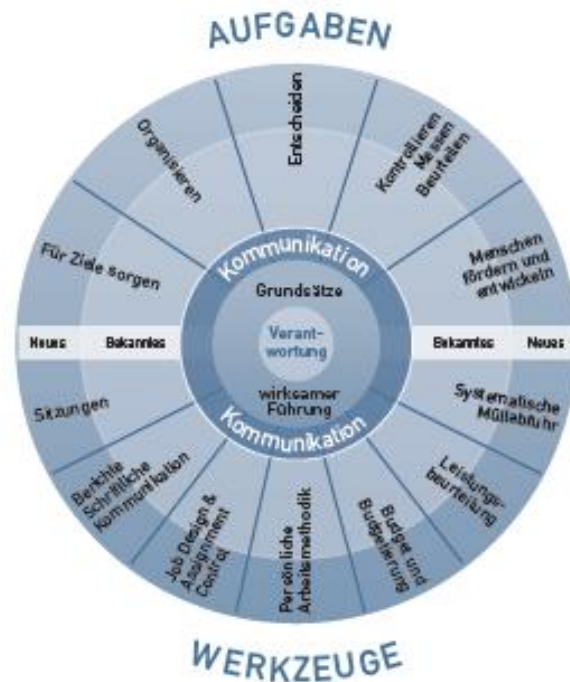 AUFGABEN
Für Ziele sorgen
Organisieren
Entscheiden
Kontrollieren
Messen
Beurteilen
Menschen
fördern und
entwickeln
Kommunikation
Grundsätze
Neues
Bekanntes
Verant-
wortung
Bekanntes
Neues
wirksamer
Führung
Kommunikation
Sitzungen
Berichte
Schriftliche
Kommunikation
Job Design &
Assignment
Control
Persönliche
Arbeitsmethodik
Budget und
Budgetierung
Leistungs-
beurteilung
Systematische
Müllabfuhr
WERKZEUGE